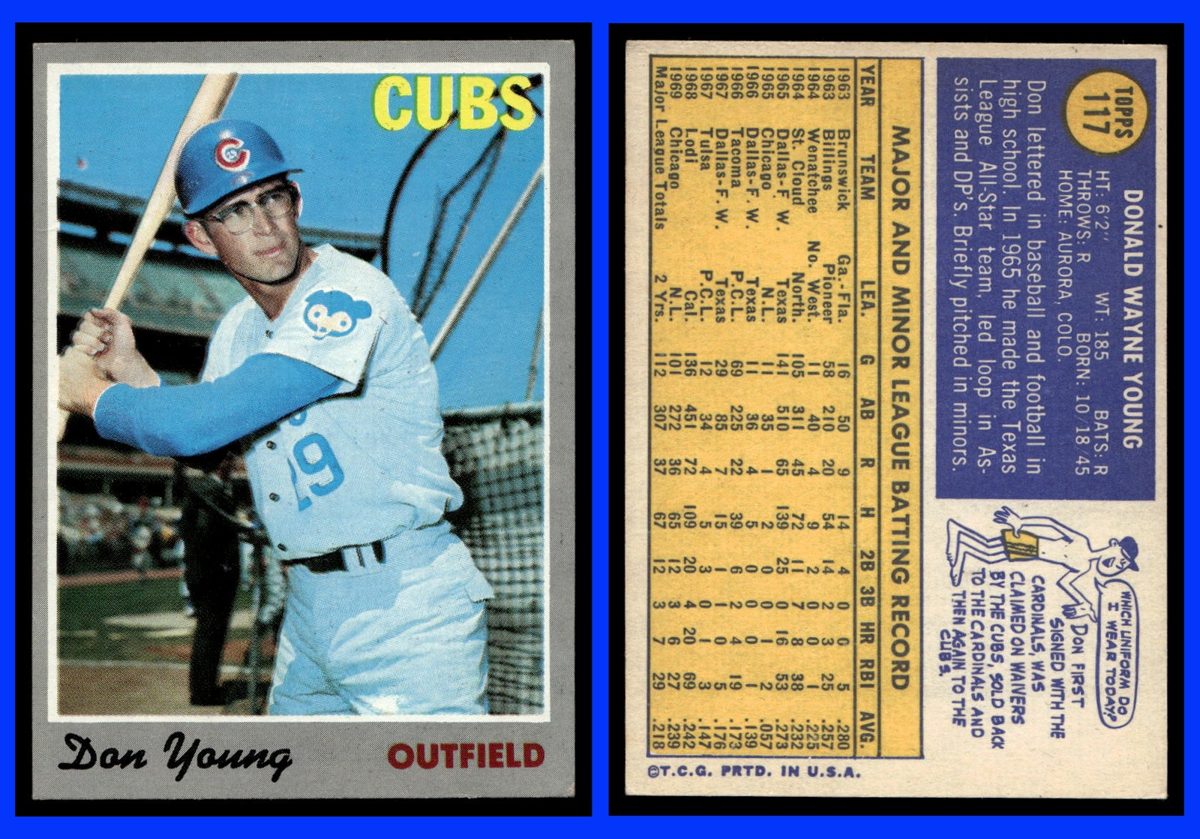 CUBS
C
19
Don Young
OUTFIELD
TOPPS
117
DONALD WAYNE YOUNG
HT: 6'2" WT: 185 BATS: R
THROWS: R BORN: 10 18 45
HOME: AURORA, COLO.
Don lettered in baseball and football in
high school. In 1965 he made the Texas
League All-Star team, led loop in As-
sists and DP's. Briefly pitched in minors.
WHICH UNIFORM DO
I WEAR TODAY?
DON FIRST
SIGNED WITH THE
CARDINALS, WAS
CLAIMED ON WAIVERS
BY THE CUBS, SOLD BACK
TO THE CARDINALS AND
THEN AGAIN TO THE
CUBS.
MAJOR AND MINOR LEAGUE BATTING RECORD
YEAR TEAM LEA. G AB R H 2B 3B HR RBI AVG.
1963 Brunswick Ga.-Fla. 16 50 9 14 4 0 5 .280
1963 Billings Pioneer 58 210 20 54 14 2 3 25 .257
1964 Wenatchee No. West. 11 40 4 9 2 0 0 3 .225
1964 St. Cloud North. 105 311 45 72 11 7 8 38 .232
1965 Dallas-F. W. Texas 141 510 65 139 25 0 16 53 .273
1965 Chicago N.L. 11 35 1 2 0 0 1 2 .057
1966 Dallas-F. W. Texas 11 36 4 5 1 0 0 5 .139
1966 Tacoma P.C.L. 69 225 22 39 6 2 4 19 .173
1967 Dallas-F. W. Texas 29 85 7 15 1 0 1 5 .176
1967 Tulsa P.C.L. 12 34 4 5 3 0 1 3 .147
1968 Lodi Cal. 136 451 72 109 20 4 20 69 .242
1969 Chicago N.L. 101 272 36 65 12 3 6 27 .239
Major League Totals 2 Yrs. 112 307 37 67 12 3 7 29 .218
©T.C.G. PRTD. IN U.S.A.